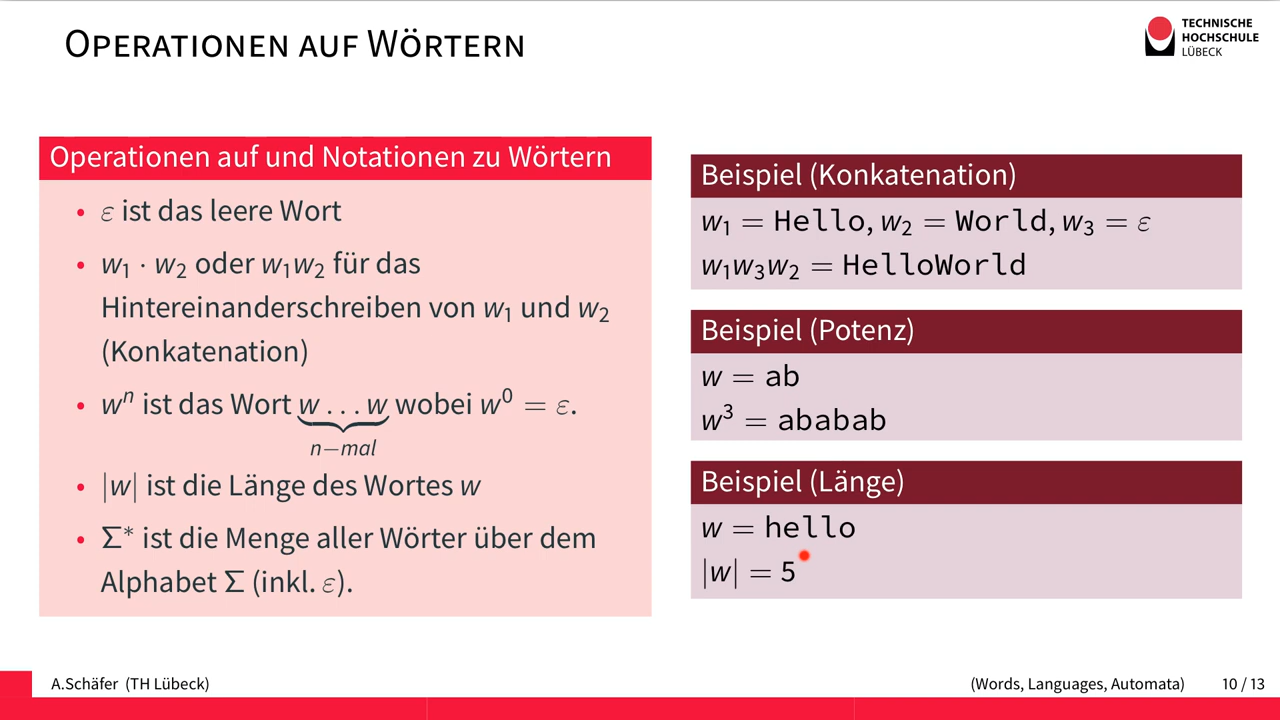 Operationen auf Wörtern
TECHNISCHE
HOCHSCHULE
LÜBECK
Operationen auf und Notationen zu Wörtern
• ε ist das leere Wort
• w₁ · w₂ oder w₁w₂ für das
Hintereinanderschreiben von w₁ und w₂
(Konkatenation)
• wⁿ ist das Wort w … w wobei w⁰ = ε.
n−mal
• |w| ist die Länge des Wortes w
• Σ* ist die Menge aller Wörter über dem
Alphabet Σ (inkl. ε).
Beispiel (Konkatenation)
w₁ = Hello, w₂ = World, w₃ = ε
w₁w₃w₂ = HelloWorld
Beispiel (Potenz)
w = ab
w³ = ababab
Beispiel (Länge)
w = hello
|w| = 5
A.Schäfer (TH Lübeck)
(Words, Languages, Automata)
10 / 13